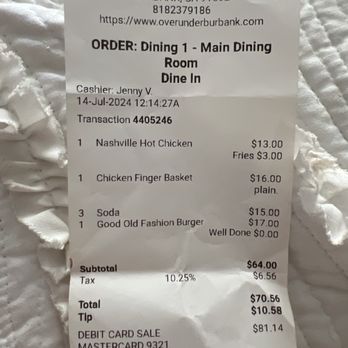 8182379186
https://www.overunderburbank.com
ORDER: Dining 1 - Main Dining
Room
Dine In
Cashier: Jenny V.
14-Jul-2024 12:14:27A
Transaction 4405246
1 Nashville Hot Chicken $13.00
Fries $3.00
1 Chicken Finger Basket $16.00
plain.
3 Soda $15.00
1 Good Old Fashion Burger $17.00
Well Done $0.00
Subtotal $64.00
Tax 10.25% $6.56
Total $70.56
Tip $10.58
$81.14
DEBIT CARD SALE
MASTERCARD 9321